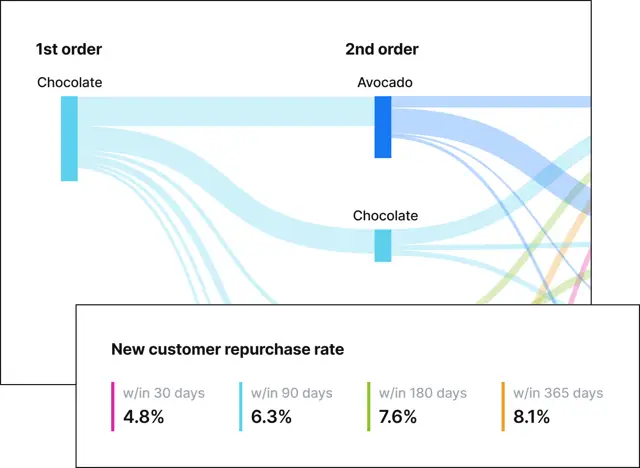 1st order
2nd order
Chocolate
Avocado
Chocolate
New customer repurchase rate
w/in 30 days
4.8%
w/in 90 days
6.3%
w/in 180 days
7.6%
w/in 365 days
8.1%